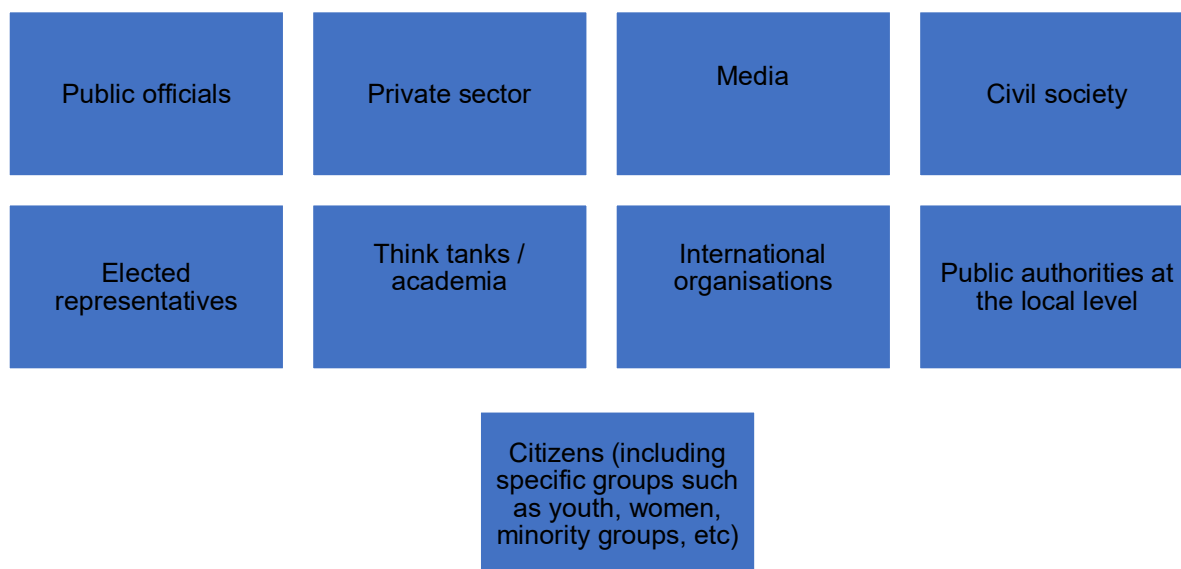 Public officials
Private sector
Media
Civil society
Elected
representatives
Think tanks /
academia
International
organisations
Public authorities at
the local level
Citizens (including
specific groups such
as youth, women,
minority groups, etc)